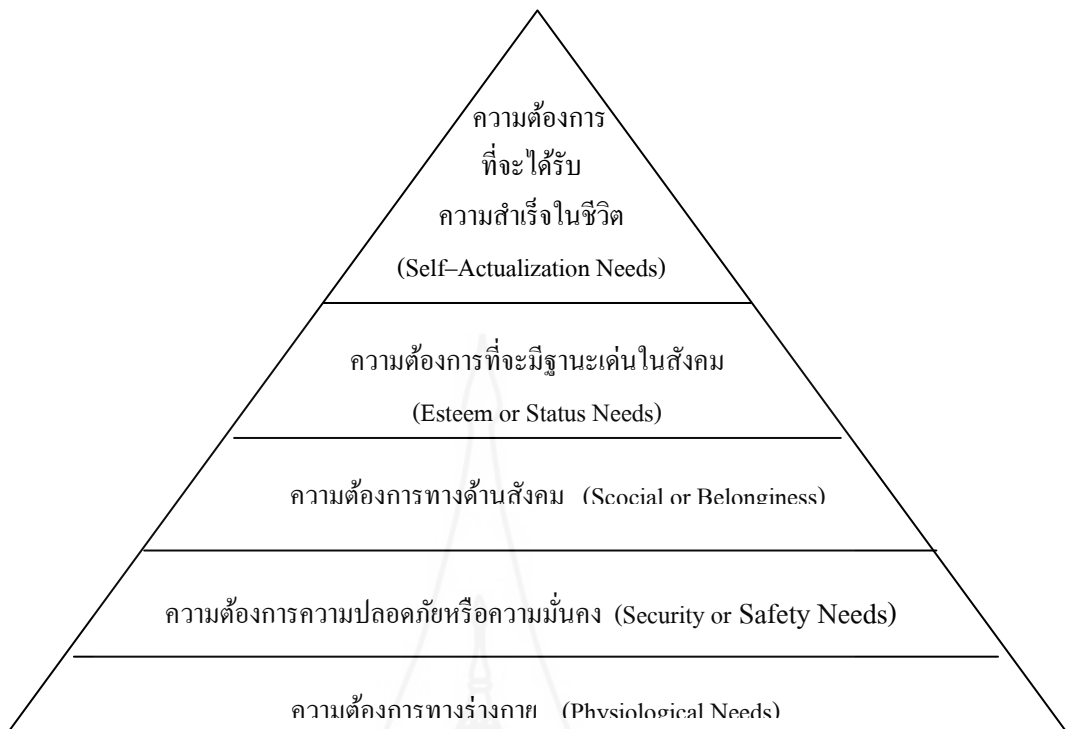 ความต้องการ
ที่จะได้รับ
ความสำเร็จในชีวิต
(Self–Actualization Needs)
ความต้องการที่จะมีฐานะเด่นในสังคม
(Esteem or Status Needs)
ความต้องการทางด้านสังคม (Scocial or Belonginess)
ความต้องการความปลอดภัยหรือความมั่นคง (Security or Safety Needs)
ความต้องการทางร่างกาย (Physiological Needs)